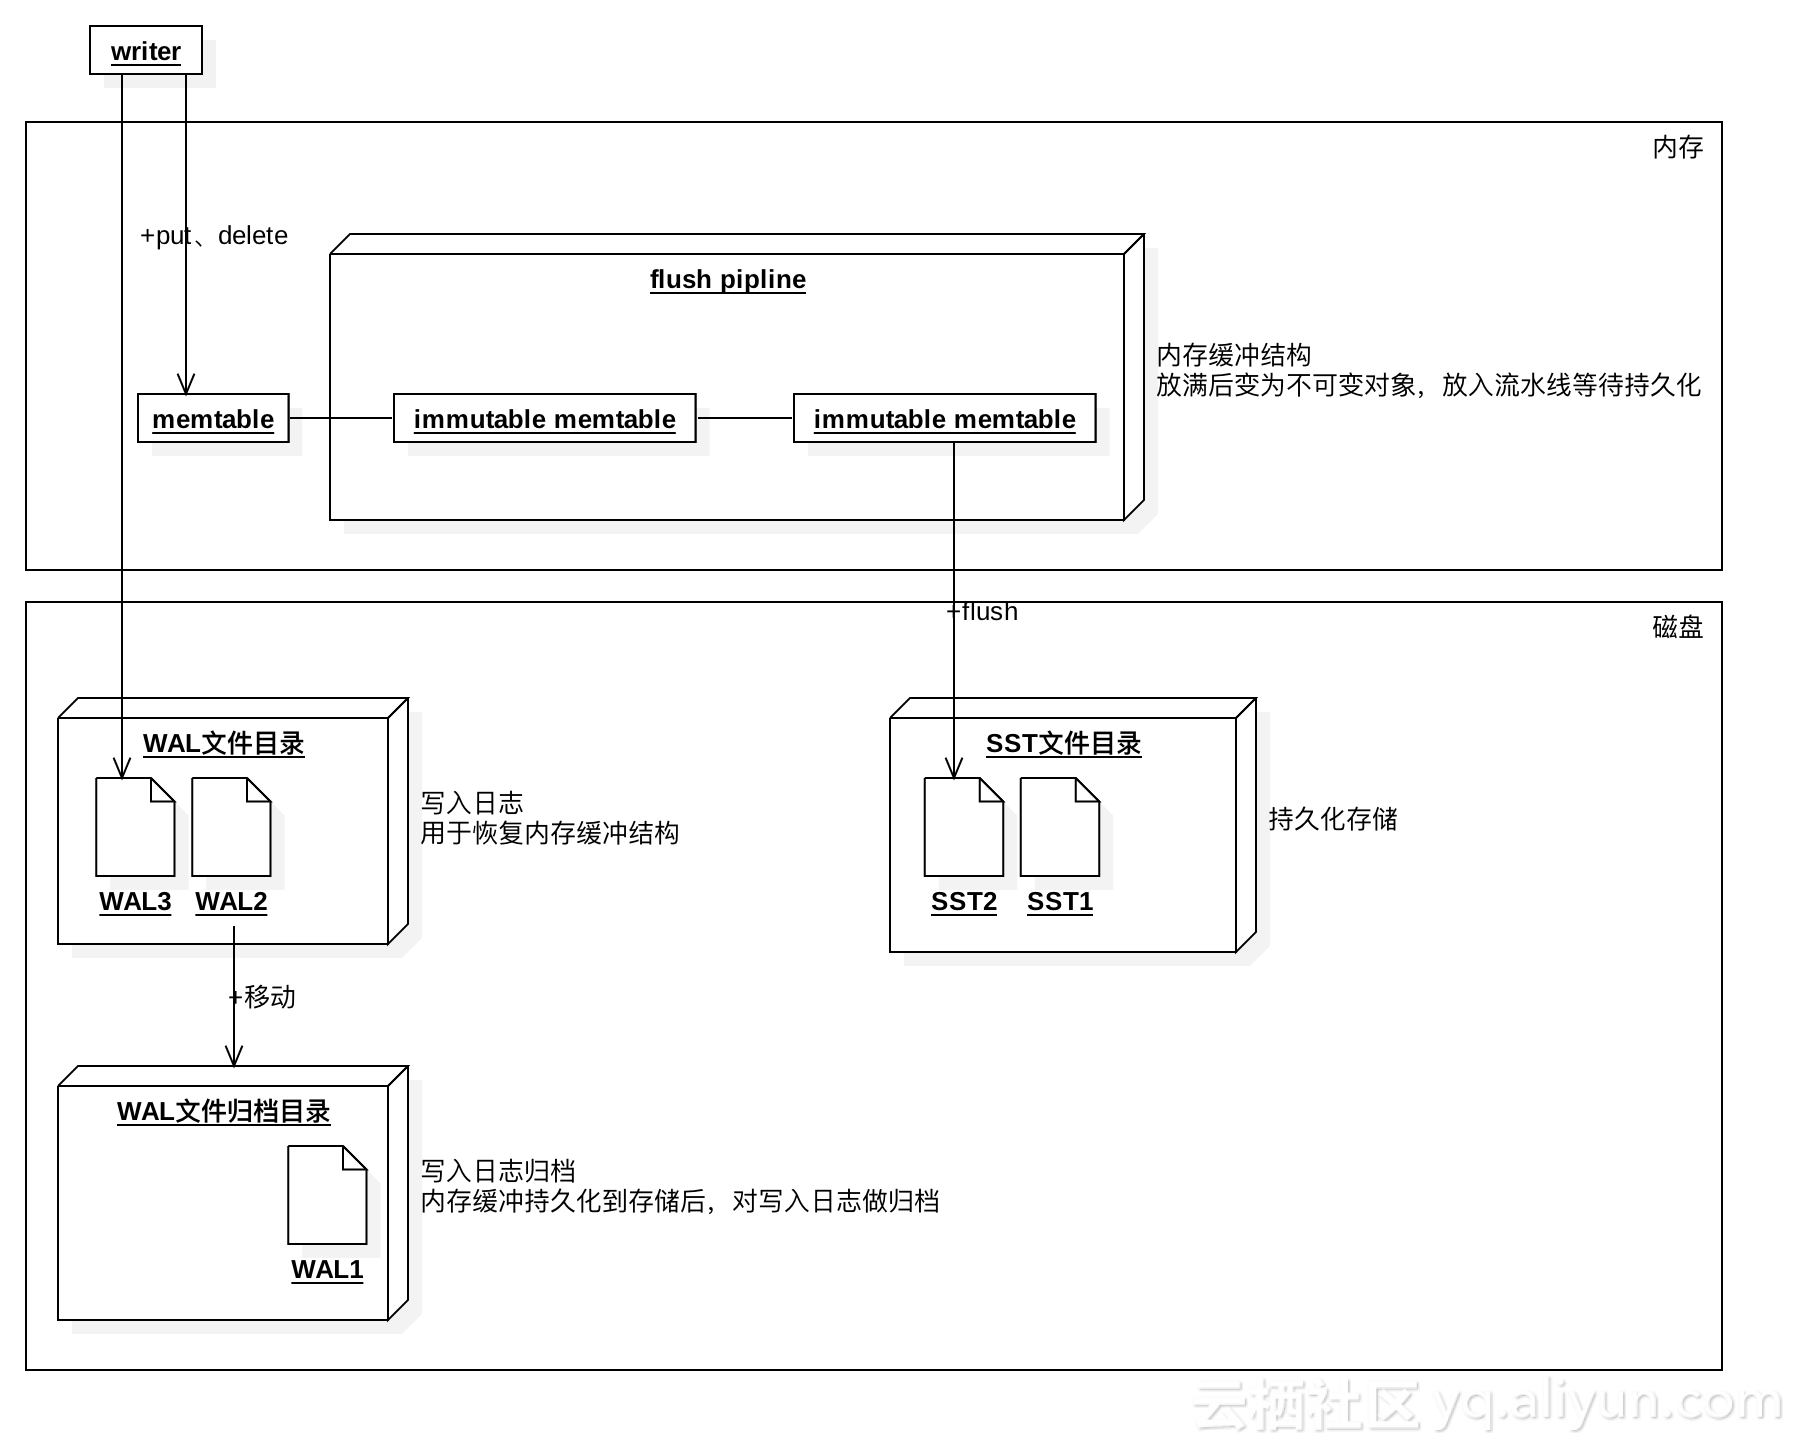 writer
内存
+put、delete
flush pipline
内存缓冲结构
放满后变为不可变对象，放入流水线等待持久化
memtable
immutable memtable
immutable memtable
+flush
磁盘
WAL文件目录
WAL3
WAL2
写入日志
用于恢复内存缓冲结构
SST文件目录
SST2
SST1
持久化存储
+移动
WAL文件归档目录
WAL1
写入日志归档
内存缓冲持久化到存储后，对写入日志做归档
云栖社区 yq.aliyun.com